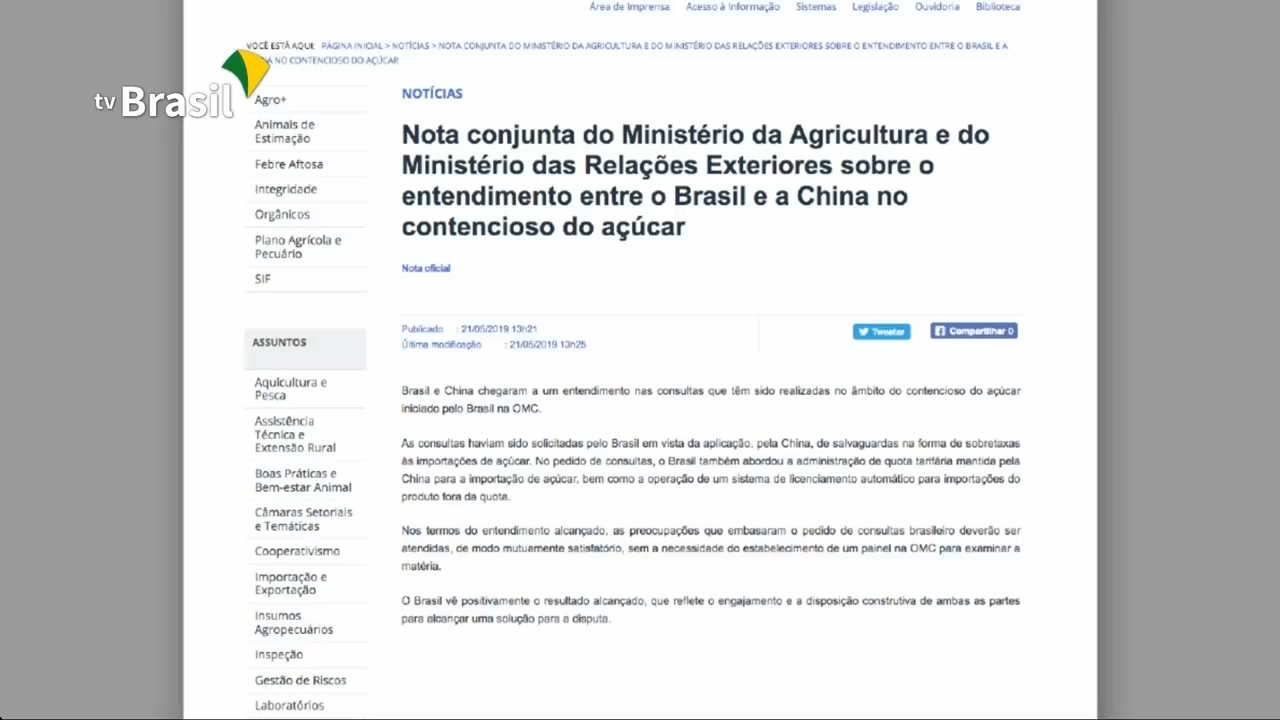 Área de Imprensa Acesso à Informação Sistemas Legislação Ouvidoria Biblioteca
VOCÊ ESTÁ AQUI: PÁGINA INICIAL > NOTÍCIAS > NOTA CONJUNTA DO MINISTÉRIO DA AGRICULTURA E DO MINISTÉRIO DAS RELAÇÕES EXTERIORES SOBRE O ENTENDIMENTO ENTRE O BRASIL E A
NO CONTENCIOSO DO AÇÚCAR
tv Brasil
Agro+
Animais de
Estimação
Febre Aftosa
Integridade
Orgânicos
Plano Agrícola e
Pecuário
SIF
ASSUNTOS
Aquicultura e
Pesca
Assistência
Técnica e
Extensão Rural
Boas Práticas e
Bem-estar Animal
Câmaras Setoriais
e Temáticas
Cooperativismo
Importação e
Exportação
Insumos
Agropecuários
Inspeção
Gestão de Riscos
Laboratórios
NOTÍCIAS
Nota conjunta do Ministério da Agricultura e do
Ministério das Relações Exteriores sobre o
entendimento entre o Brasil e a China no
contencioso do açúcar
Nota oficial
Publicado : 21/05/2019 13h21
Última modificação : 21/05/2019 13h25
Tweetar
Compartilhar 0
Brasil e China chegaram a um entendimento nas consultas que têm sido realizadas no âmbito do contencioso do açúcar
iniciado pelo Brasil na OMC.
As consultas haviam sido solicitadas pelo Brasil em vista da aplicação, pela China, de salvaguardas na forma de sobretaxas
às importações de açúcar. No pedido de consultas, o Brasil também abordou a administração de quota tarifária mantida pela
China para a importação de açúcar, bem como a operação de um sistema de licenciamento automático para importações do
produto fora da quota.
Nos termos do entendimento alcançado, as preocupações que embasaram o pedido de consultas brasileiro deverão ser
atendidas, de modo mutuamente satisfatório, sem a necessidade do estabelecimento de um painel na OMC para examinar a
matéria.
O Brasil vê positivamente o resultado alcançado, que reflete o engajamento e a disposição construtiva de ambas as partes
para alcançar uma solução para a disputa.